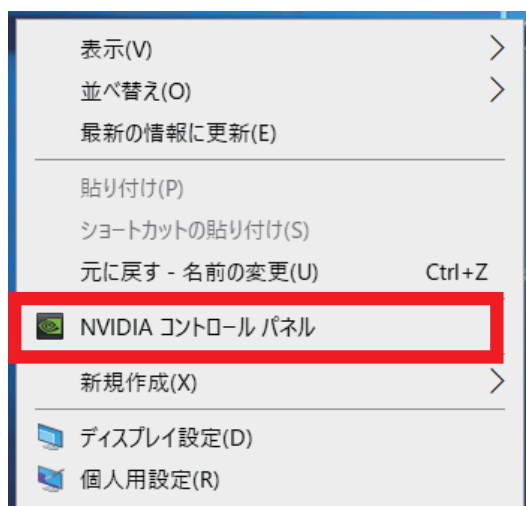 表示(V)
並べ替え(O)
最新の情報に更新(E)
貼り付け(P)
ショートカットの貼り付け(S)
元に戻す - 名前の変更(U) Ctrl+Z
NVIDIA コントロール パネル
新規作成(X)
ディスプレイ設定(D)
個人用設定(R)